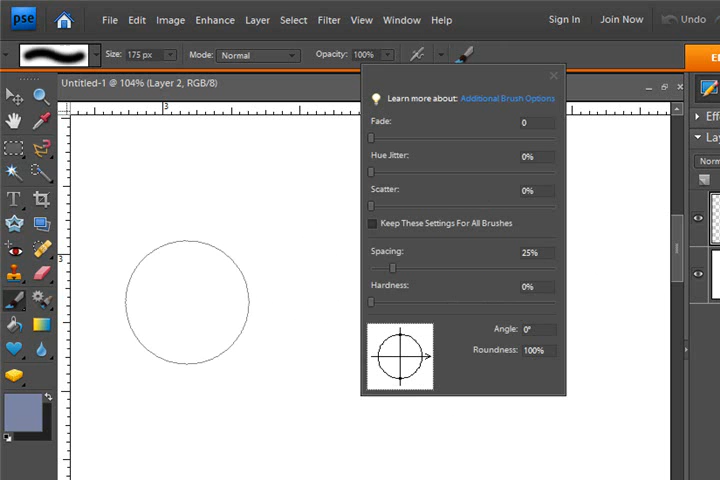 pse File Edit Image Enhance Layer Select Filter View Window Help Sign In Join Now Undo
Size: 175 px Mode: Normal Opacity: 100%
Untitled-1 @ 104% (Layer 2, RGB/8)
3
3
Learn more about: Additional Brush Options
Fade: 0
Hue Jitter: 0%
Scatter: 0%
Keep These Settings For All Brushes
Spacing: 25%
Hardness: 0%
Angle: 0°
Roundness: 100%
T